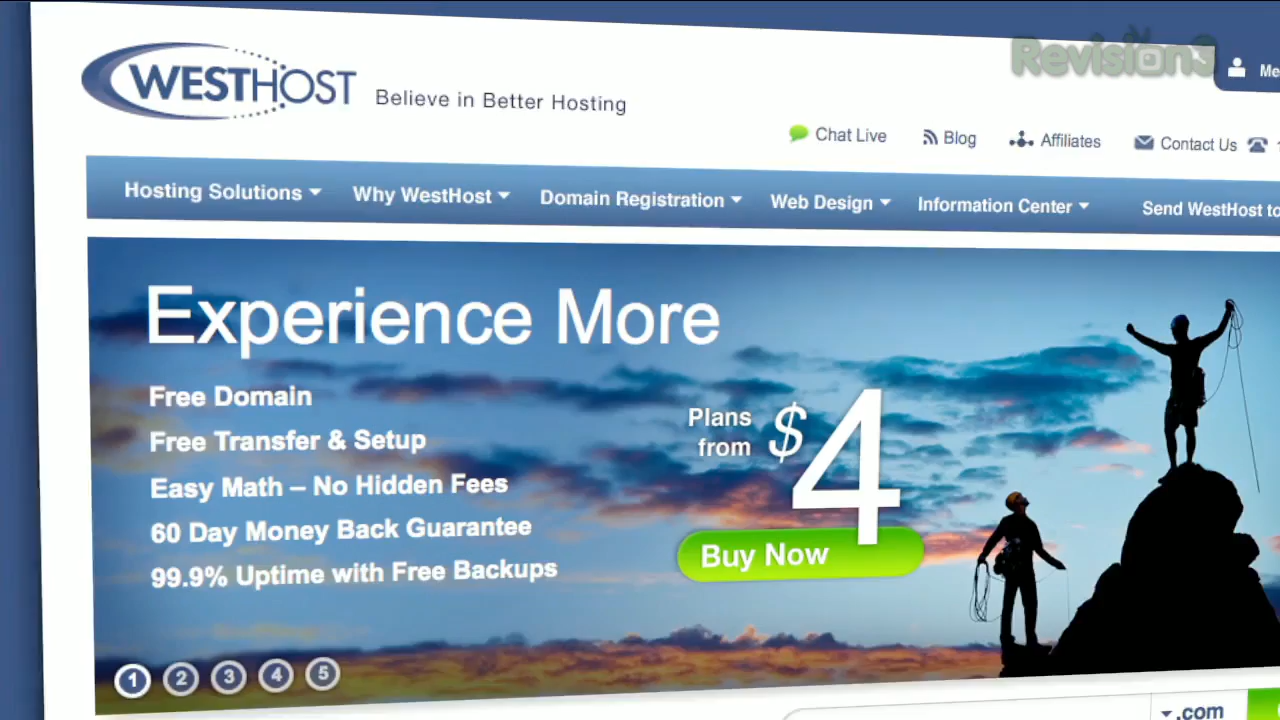 WESTHOST
Believe in Better Hosting
Revision3
Chat Live
Blog
Affiliates
Contact Us
Hosting Solutions
Why WestHost
Domain Registration
Web Design
Information Center
Send WestHost
Experience More
Free Domain
Free Transfer & Setup
Easy Math – No Hidden Fees
60 Day Money Back Guarantee
99.9% Uptime with Free Backups
Plans
from
$4
Buy Now
1 2 3 4 5
.com